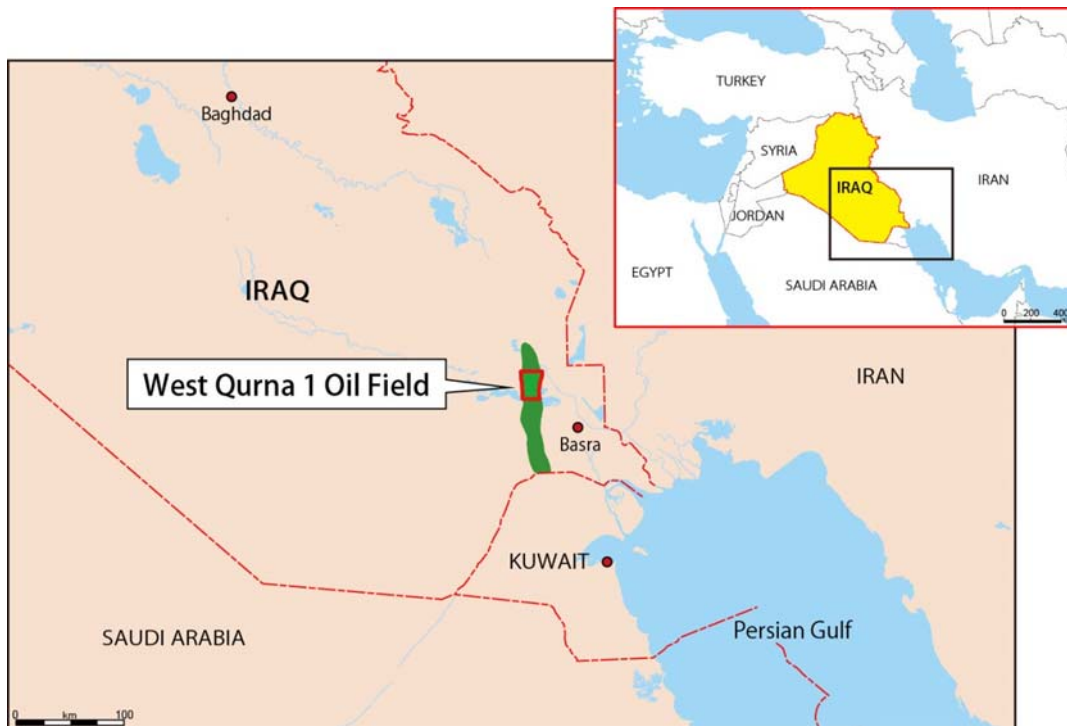 TURKEY
SYRIA
IRAQ
IRAN
JORDAN
EGYPT
SAUDI ARABIA
0 200 400
Baghdad
IRAQ
West Qurna 1 Oil Field
IRAN
Basra
KUWAIT
SAUDI ARABIA
Persian Gulf
0 km 100